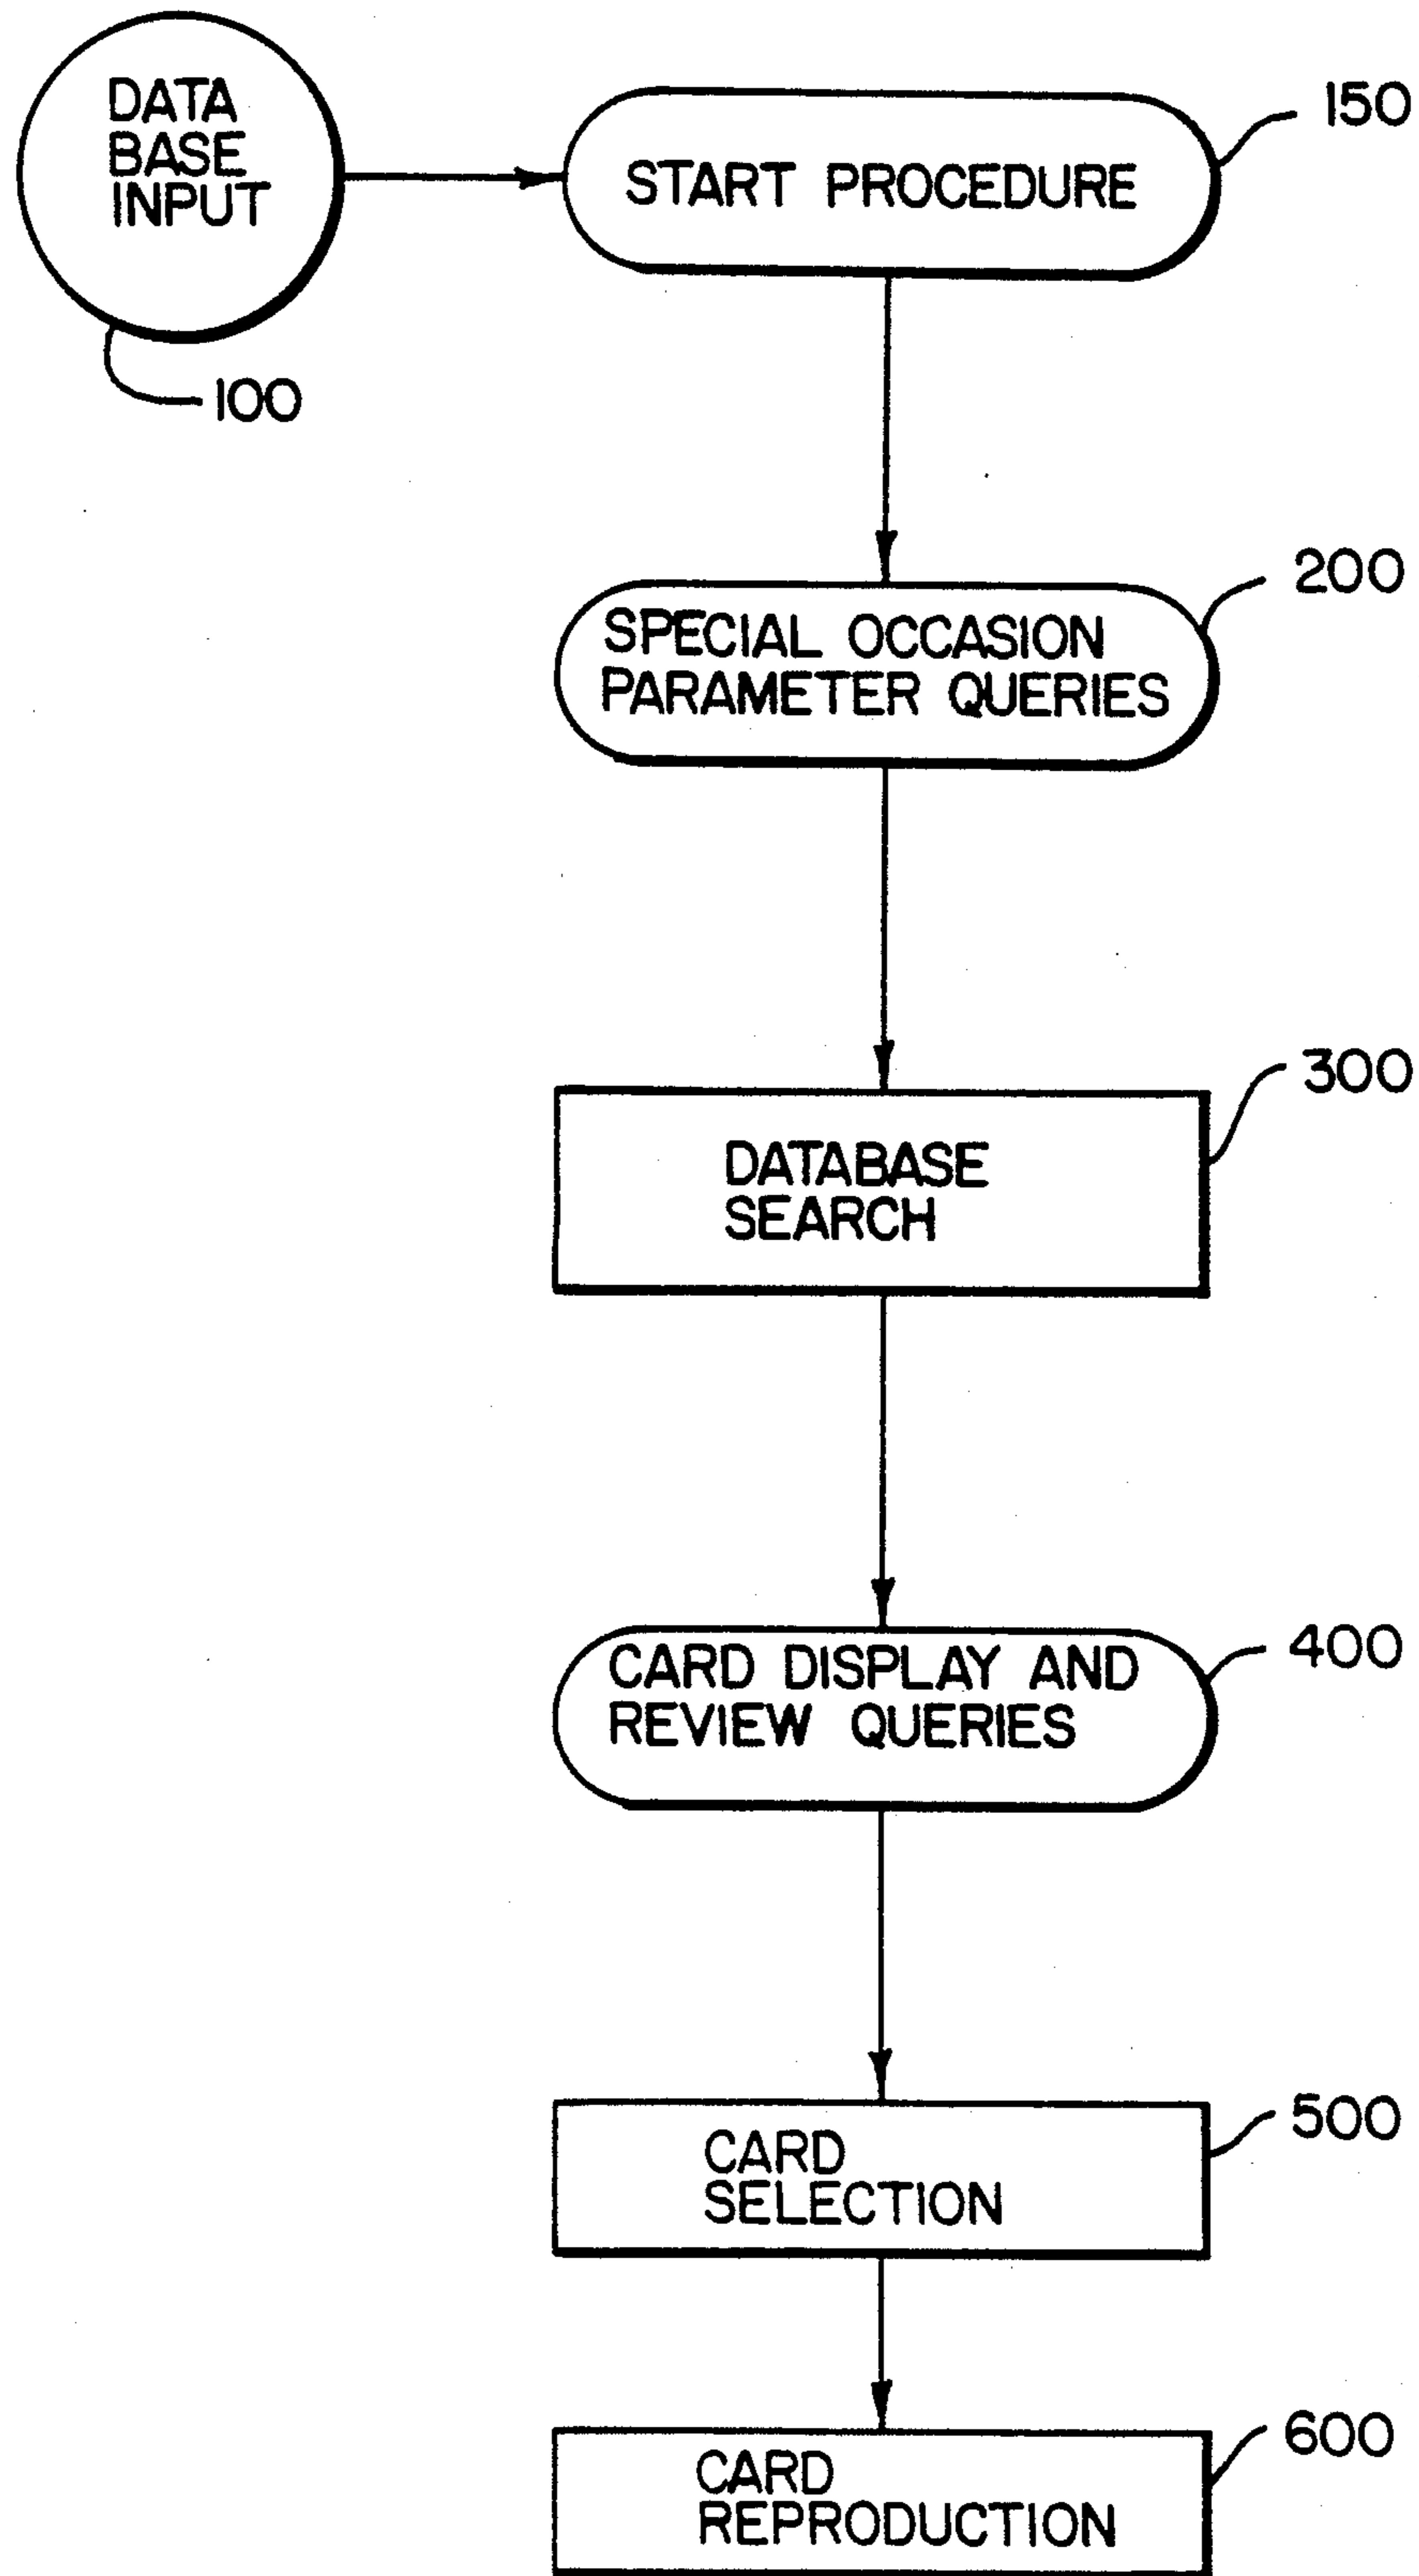 DATA
BASE
INPUT
100
START PROCEDURE
150
SPECIAL OCCASION
PARAMETER QUERIES
200
DATABASE
SEARCH
300
CARD DISPLAY AND
REVIEW QUERIES
400
CARD
SELECTION
500
CARD
REPRODUCTION
600